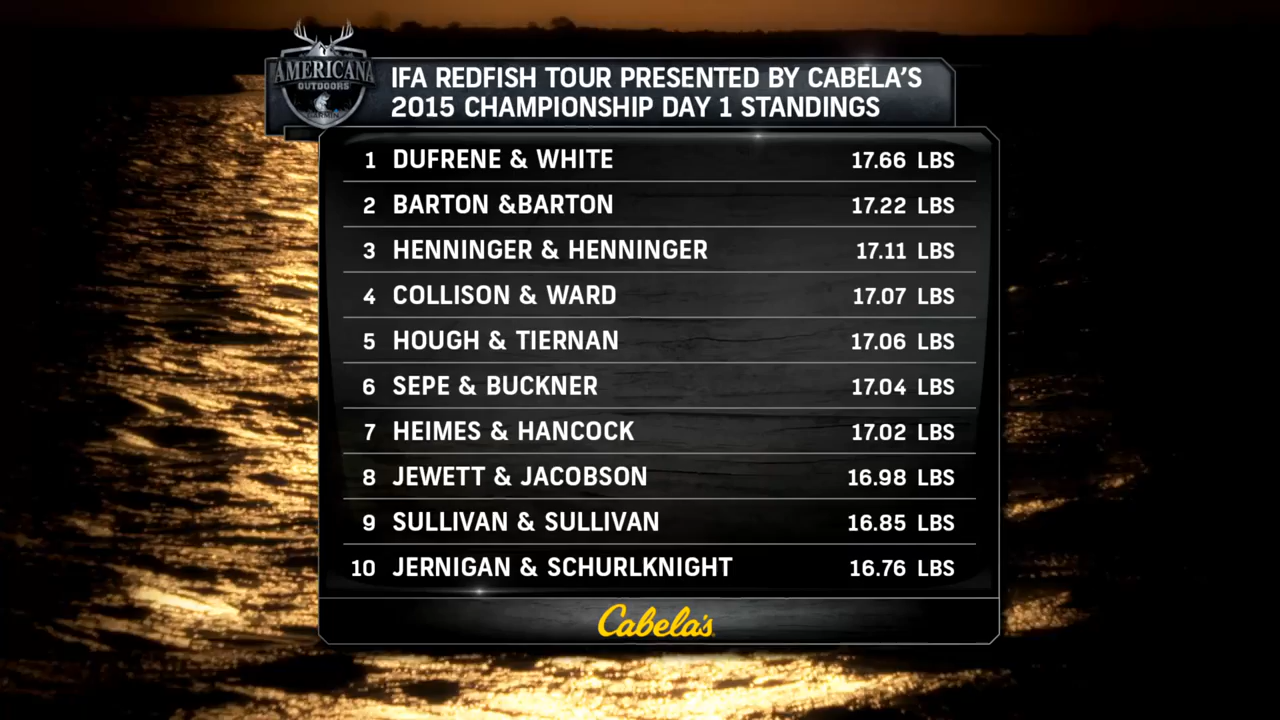 AMERICANA
OUTDOORS
GARMIN
IFA REDFISH TOUR PRESENTED BY CABELA'S
2015 CHAMPIONSHIP DAY 1 STANDINGS
1 DUFRENE & WHITE 17.66 LBS
2 BARTON &BARTON 17.22 LBS
3 HENNINGER & HENNINGER 17.11 LBS
4 COLLISON & WARD 17.07 LBS
5 HOUGH & TIERNAN 17.06 LBS
6 SEPE & BUCKNER 17.04 LBS
7 HEIMES & HANCOCK 17.02 LBS
8 JEWETT & JACOBSON 16.98 LBS
9 SULLIVAN & SULLIVAN 16.85 LBS
10 JERNIGAN & SCHURLKNIGHT 16.76 LBS
Cabela's